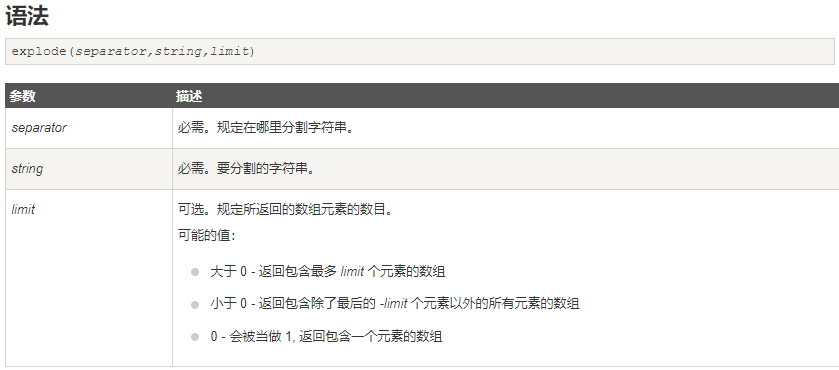 语法
explode(separator,string,limit)
参数 描述
separator 必需。规定在哪里分割字符串。
string 必需。要分割的字符串。
limit 可选。规定所返回的数组元素的数目。
可能的值：
大于 0 - 返回包含最多 limit 个元素的数组
小于 0 - 返回包含除了最后的 -limit 个元素以外的所有元素的数组
0 - 会被当做 1, 返回包含一个元素的数组